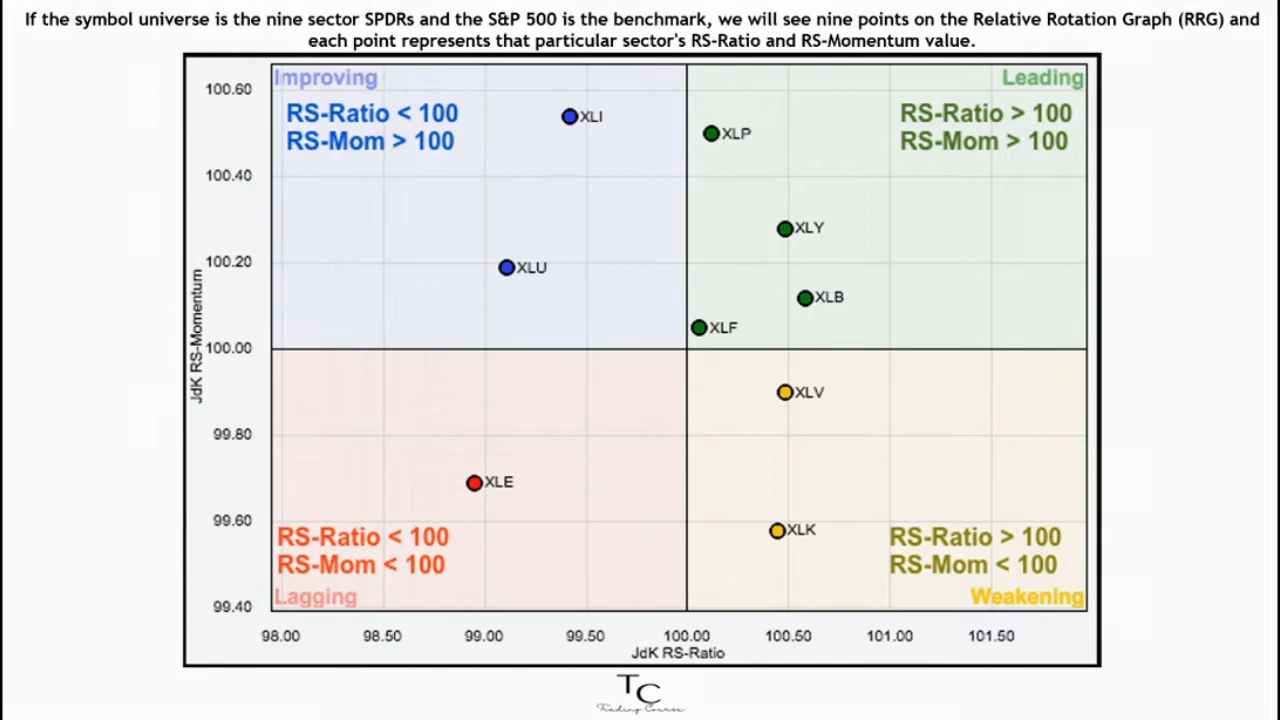 If the symbol universe is the nine sector SPDRs and the S&P 500 is the benchmark, we will see nine points on the Relative Rotation Graph (RRG) and
each point represents that particular sector's RS-Ratio and RS-Momentum value.
Improving
Leading
RS-Ratio < 100
RS-Mom > 100
RS-Ratio > 100
RS-Mom > 100
100.60
100.40
100.20
100.00
99.80
99.60
99.40
JdK RS-Momentum
XLI
XLP
XLY
XLU
XLB
XLF
XLV
XLE
XLK
RS-Ratio < 100
RS-Mom < 100
RS-Ratio > 100
RS-Mom < 100
Lagging
Weakening
98.00 98.50 99.00 99.50 100.00 100.50 101.00 101.50
JdK RS-Ratio
TC
Trading Course